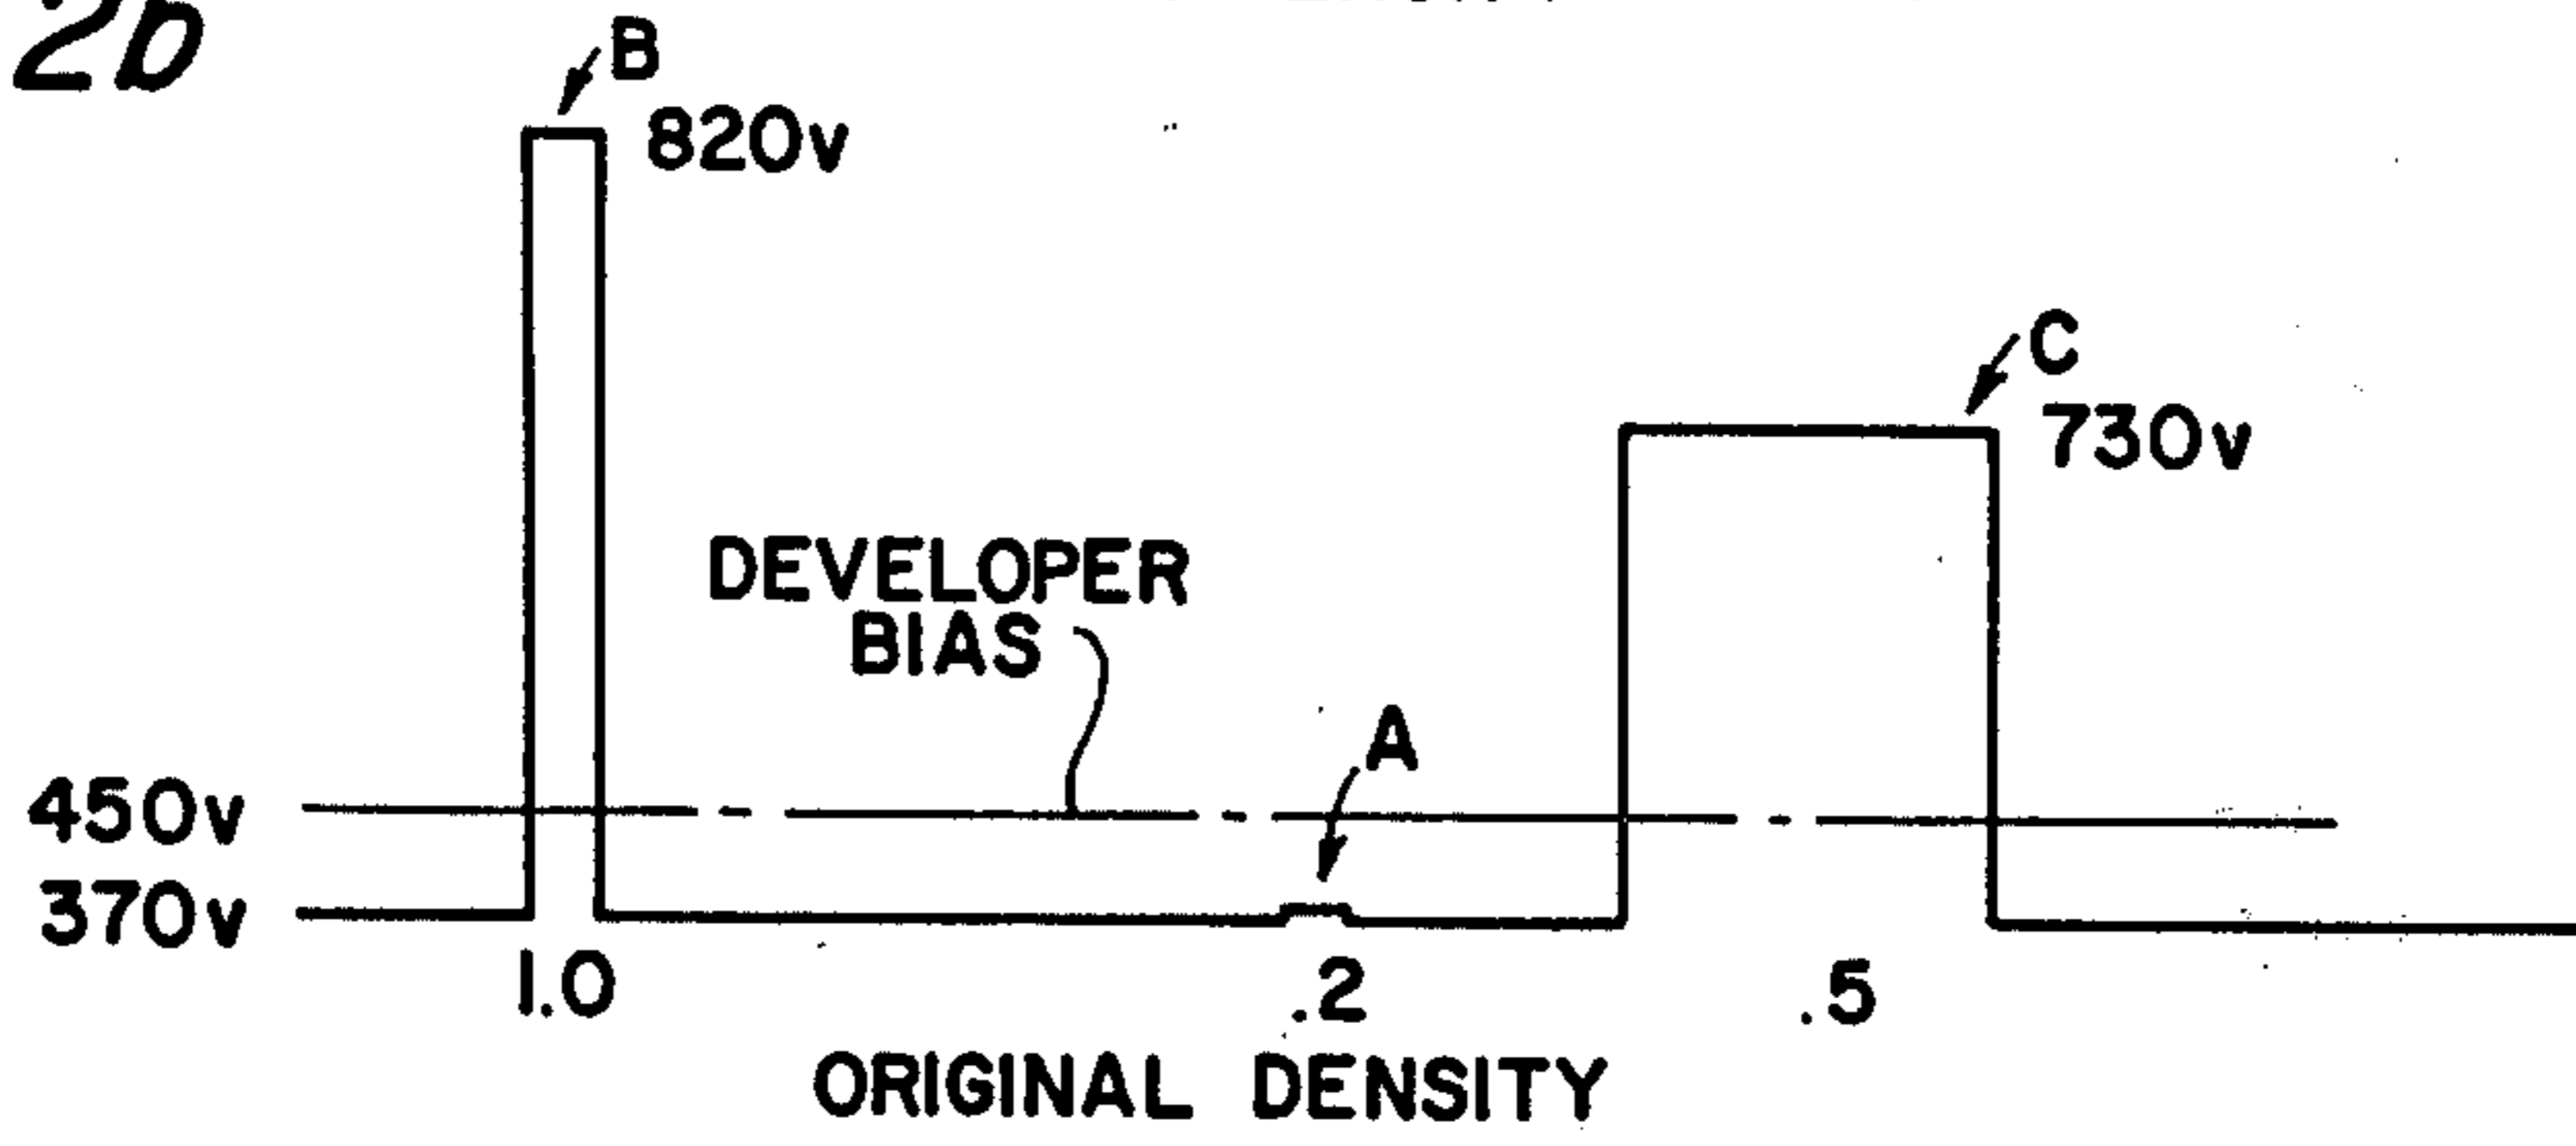 2b
B
820v
C
730v
DEVELOPER
BIAS
A
450v
370v
1.0
.2
.5
ORIGINAL DENSITY